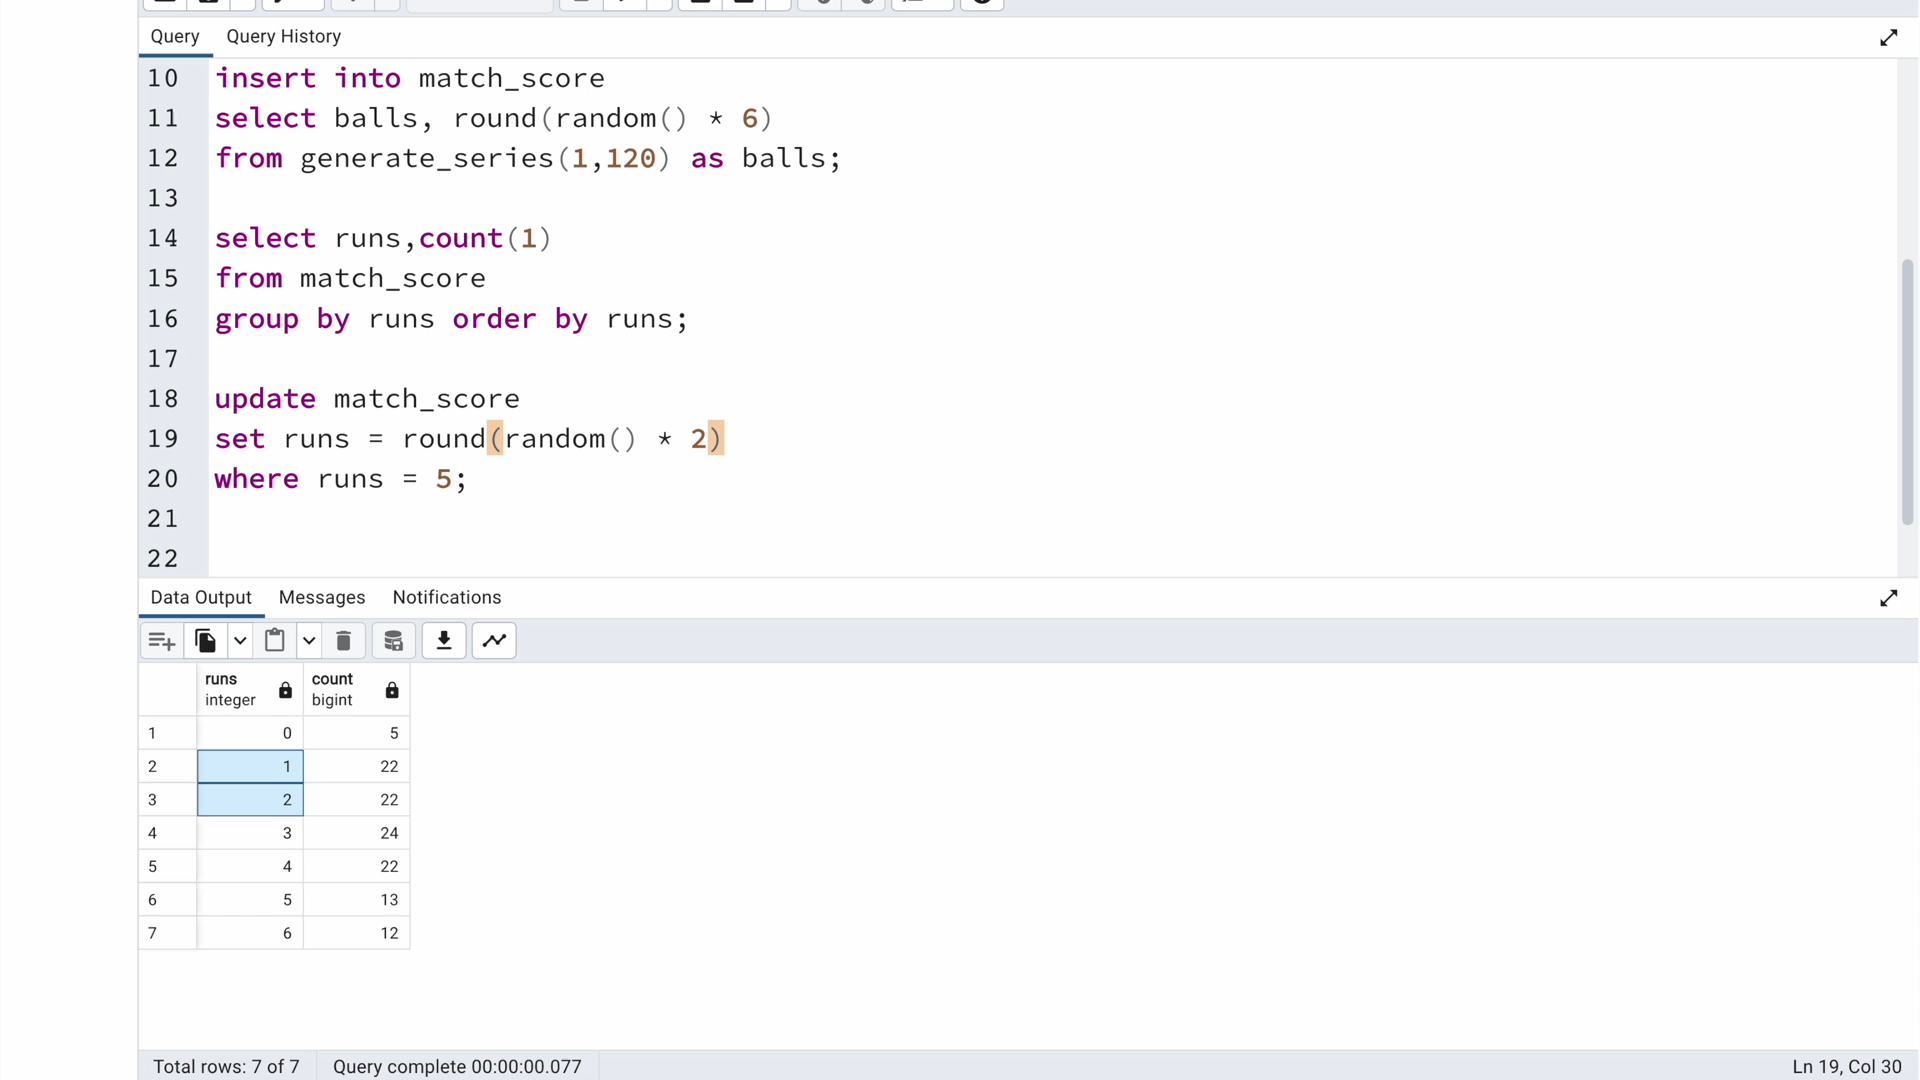 Query Query History
10 insert into match_score
11 select balls, round(random() * 6)
12 from generate_series(1,120) as balls;
13
14 select runs,count(1)
15 from match_score
16 group by runs order by runs;
17
18 update match_score
19 set runs = round(random() * 2)
20 where runs = 5;
21
22
Data Output Messages Notifications
runs count
integer bigint
1 0 5
2 1 22
3 2 22
4 3 24
5 4 22
6 5 13
7 6 12
Total rows: 7 of 7 Query complete 00:00:00.077 Ln 19, Col 30